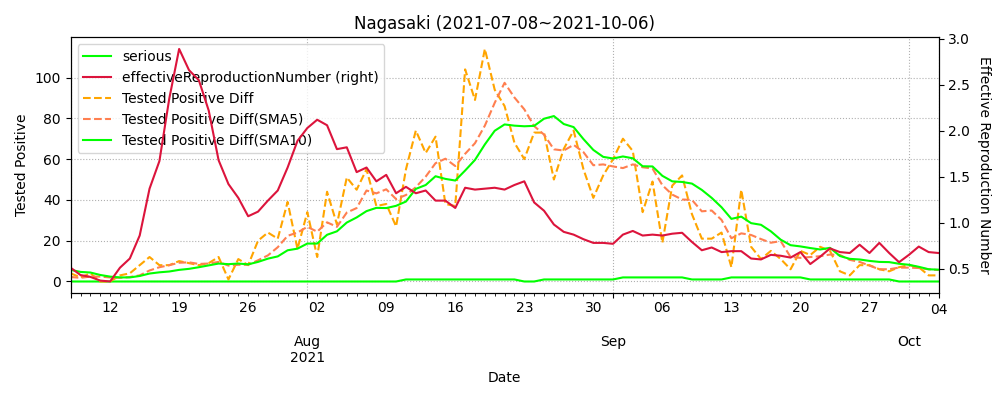 Nagasaki (2021-07-08~2021-10-06)
serious
effectiveReproductionNumber (right)
Tested Positive Diff
Tested Positive Diff(SMA5)
Tested Positive Diff(SMA10)
Tested Positive
100
80
60
40
20
0
3.0
2.5
2.0
1.5
1.0
0.5
Effective Reproduction Number
12 19 26 02 09 16 23 30 06 13 20 27 04
Aug Sep Oct
2021
Date